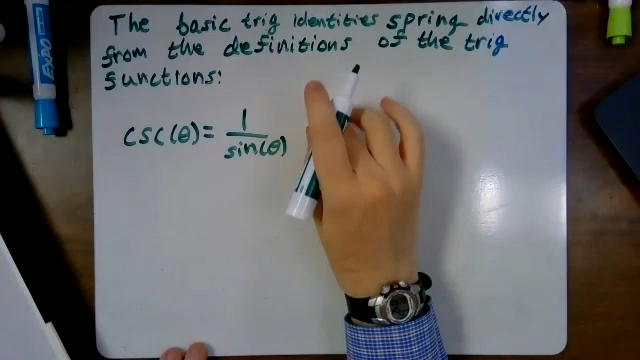 The basic trig identities spring directly
from the definitions of the trig
functions:
csc(θ) = 1/sin(θ)